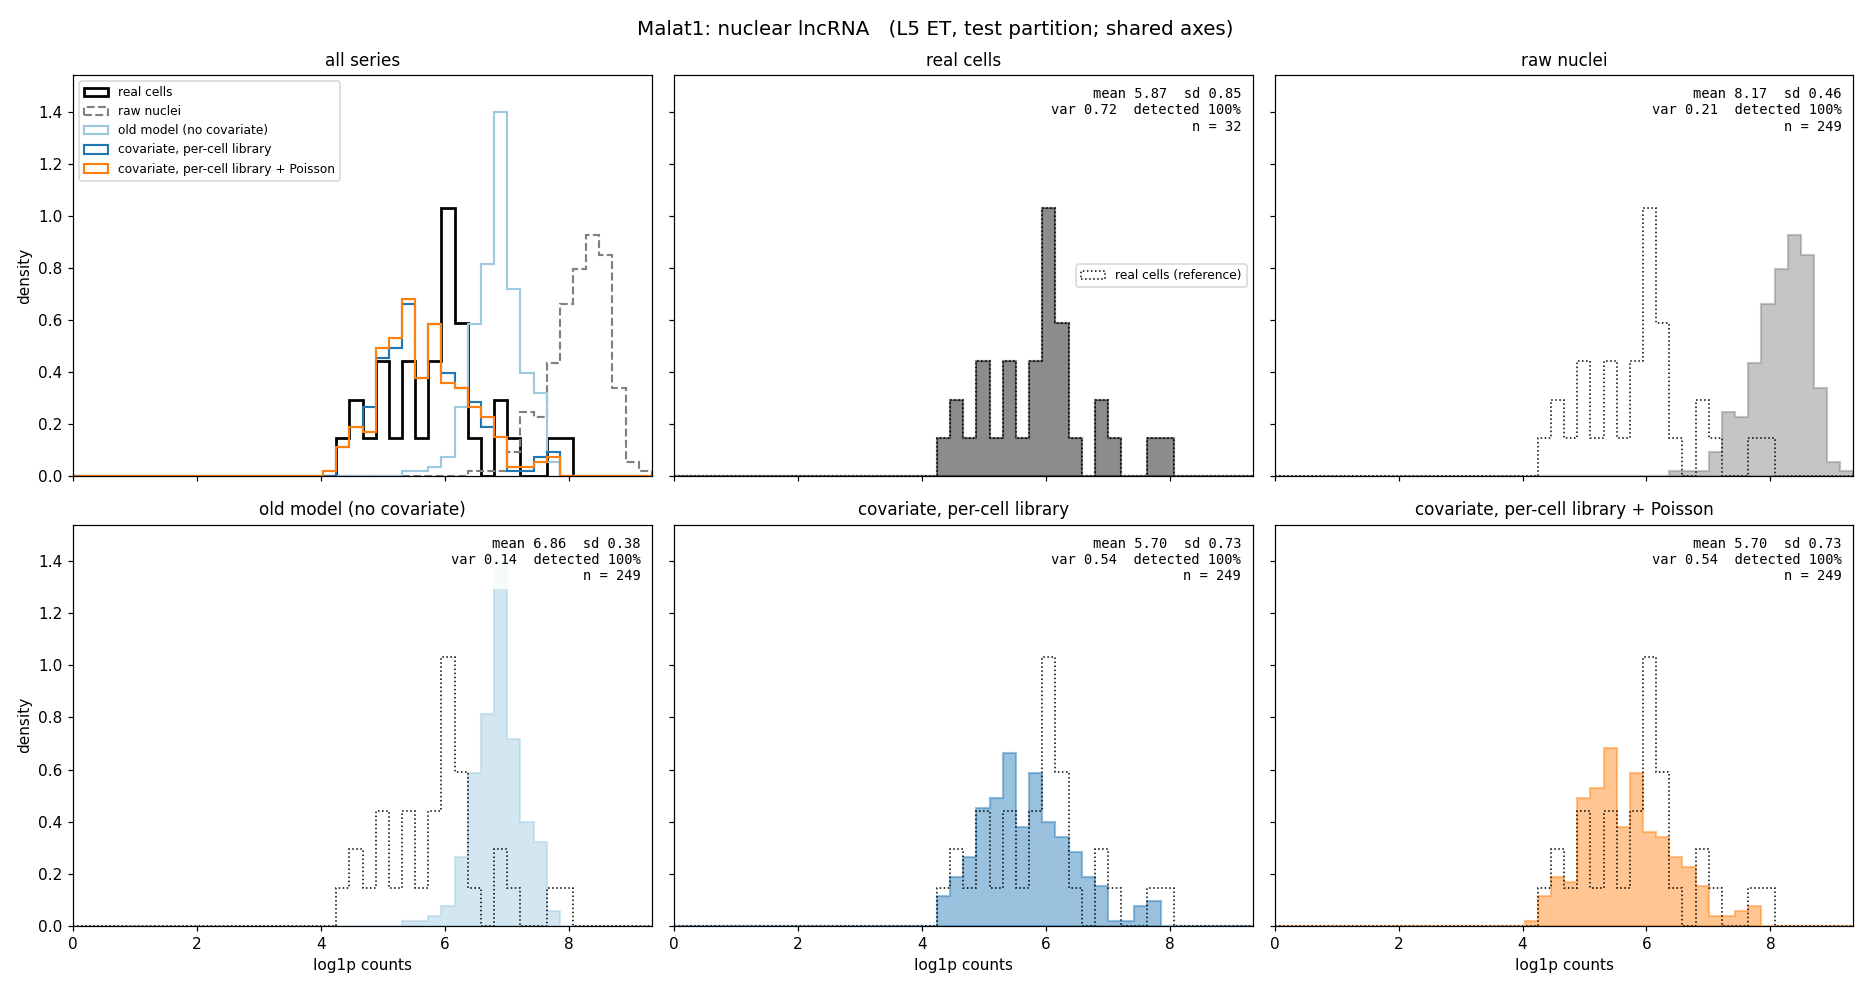 Malat1: nuclear lncRNA   (L5 ET, test partition; shared axes)
all series
real cells
raw nuclei
density
1.4
1.2
1.0
0.8
0.6
0.4
0.2
0.0
real cells
raw nuclei
old model (no covariate)
covariate, per-cell library
covariate, per-cell library + Poisson
mean 5.87  sd 0.85
var 0.72  detected 100%
n = 32
real cells (reference)
mean 8.17  sd 0.46
var 0.21  detected 100%
n = 249
old model (no covariate)
covariate, per-cell library
covariate, per-cell library + Poisson
density
1.4
1.2
1.0
0.8
0.6
0.4
0.2
0.0
mean 6.86  sd 0.38
var 0.14  detected 100%
n = 249
mean 5.70  sd 0.73
var 0.54  detected 100%
n = 249
mean 5.70  sd 0.73
var 0.54  detected 100%
n = 249
0 2 4 6 8
0 2 4 6 8
0 2 4 6 8
log1p counts
log1p counts
log1p counts